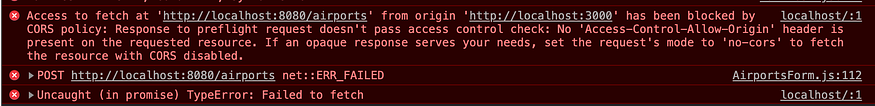 Access to fetch at 'http://localhost:8080/airports' from origin 'http://localhost:3000' has been blocked by localhost/:1
CORS policy: Response to preflight request doesn't pass access control check: No 'Access-Control-Allow-Origin' header is
present on the requested resource. If an opaque response serves your needs, set the request's mode to 'no-cors' to fetch
the resource with CORS disabled.
POST http://localhost:8080/airports net::ERR_FAILED AirportsForm.js:112
Uncaught (in promise) TypeError: Failed to fetch localhost/:1